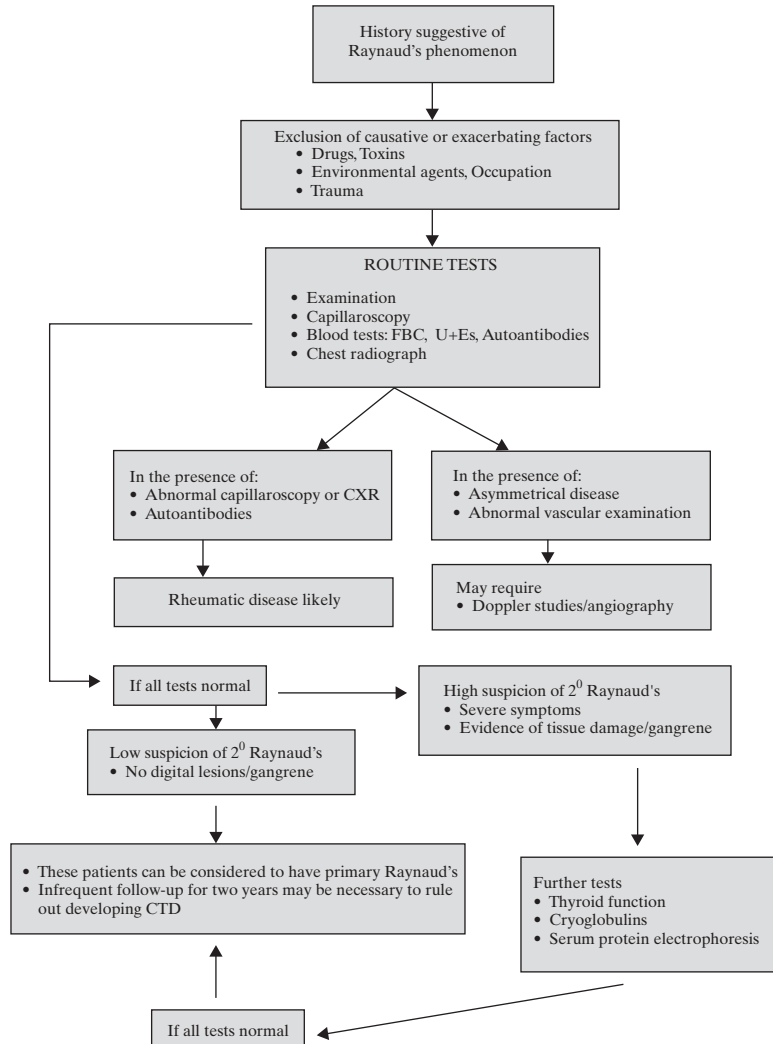 History suggestive of
Raynaud's phenomenon
Exclusion of causative or exacerbating factors
• Drugs, Toxins
• Environmental agents, Occupation
• Trauma
ROUTINE TESTS
• Examination
• Capillaroscopy
• Blood tests: FBC, U+Es, Autoantibodies
• Chest radiograph
In the presence of:
• Abnormal capillaroscopy or CXR
• Autoantibodies
In the presence of:
• Asymmetrical disease
• Abnormal vascular examination
Rheumatic disease likely
May require
• Doppler studies/angiography
If all tests normal
High suspicion of 2⁰ Raynaud's
• Severe symptoms
• Evidence of tissue damage/gangrene
Low suspicion of 2⁰ Raynaud's
• No digital lesions/gangrene
• These patients can be considered to have primary Raynaud's
• Infrequent follow-up for two years may be necessary to rule
out developing CTD
Further tests
• Thyroid function
• Cryoglobulins
• Serum protein electrophoresis
If all tests normal